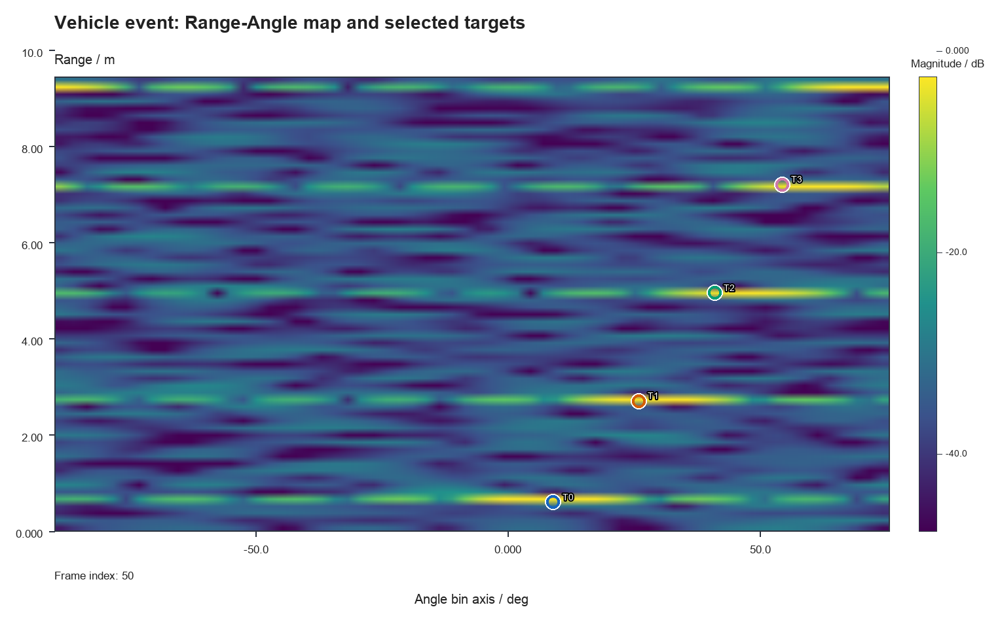 Vehicle event: Range-Angle map and selected targets
10.0
Range / m
0.000
Magnitude / dB
T3
8.00
6.00
-20.0
T2
4.00
T1
2.00
-40.0
T0
0.000
-50.0 0.000 50.0
Frame index: 50
Angle bin axis / deg